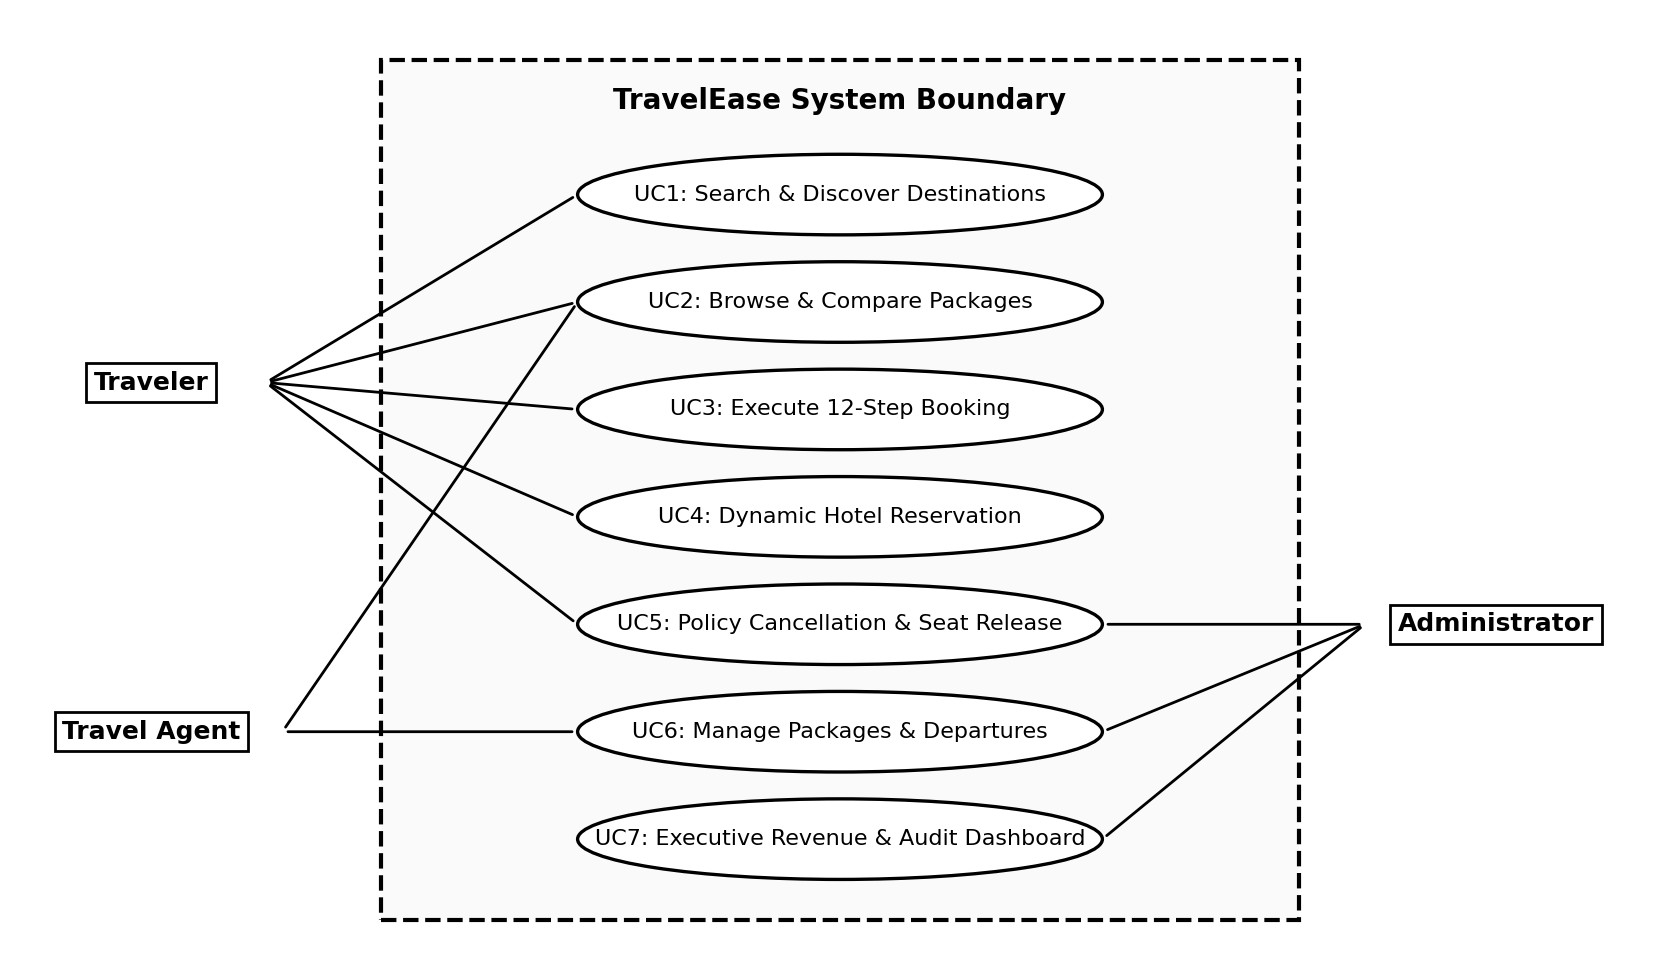 TravelEase System Boundary
UC1: Search & Discover Destinations
UC2: Browse & Compare Packages
Traveler
UC3: Execute 12-Step Booking
UC4: Dynamic Hotel Reservation
UC5: Policy Cancellation & Seat Release
Administrator
Travel Agent
UC6: Manage Packages & Departures
UC7: Executive Revenue & Audit Dashboard